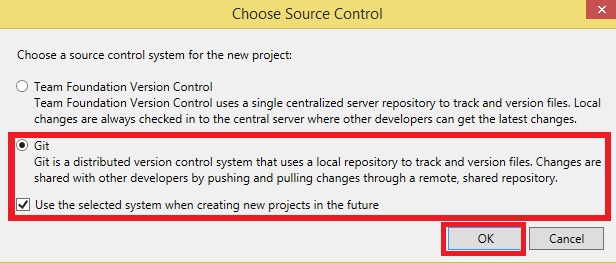 Choose Source Control
Choose a source control system for the new project:
Team Foundation Version Control
Team Foundation Version Control uses a single centralized server repository to track and version files. Local
changes are always checked in to the central server where other developers can get the latest changes.
Git
Git is a distributed version control system that uses a local repository to track and version files. Changes are
shared with other developers by pushing and pulling changes through a remote, shared repository.
Use the selected system when creating new projects in the future
OK
Cancel